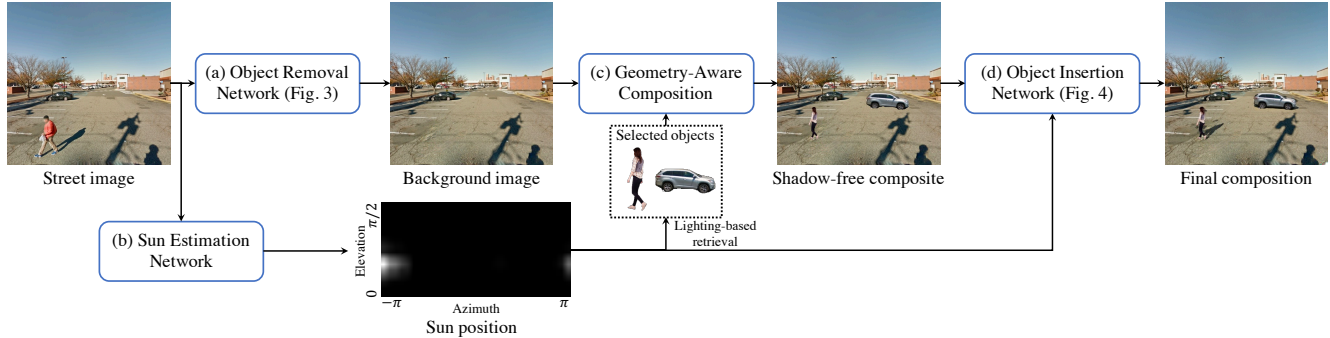 (a) Object Removal
Network (Fig. 3)
(c) Geometry-Aware
Composition
(d) Object Insertion
Network (Fig. 4)
Selected objects
Street image
Background image
Shadow-free composite
Final composition
(b) Sun Estimation
Network
Elevation
π/2
0
−π
π
Azimuth
Sun position
Lighting-based
retrieval